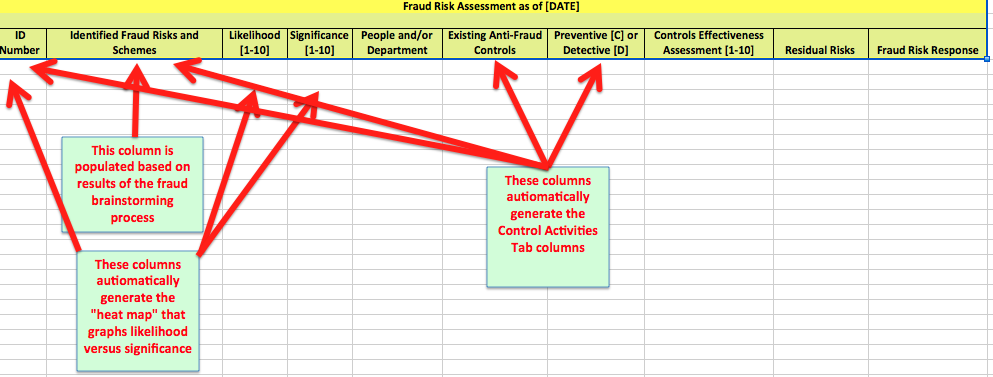 Fraud Risk Assessment as of [DATE]
ID
Number
Identified Fraud Risks and
Schemes
Likelihood
[1-10]
Significance
[1-10]
People and/or
Department
Existing Anti-Fraud
Controls
Preventive [C] or
Detective [D]
Controls Effectiveness
Assessment [1-10]
Residual Risks
Fraud Risk Response
This column is
populated based on
results of the fraud
brainstorming
process
These columns
autiomatically
generate the
"heat map" that
graphs likelihood
versus significance
These columns
autiomatically
generate the
Control Activities
Tab columns